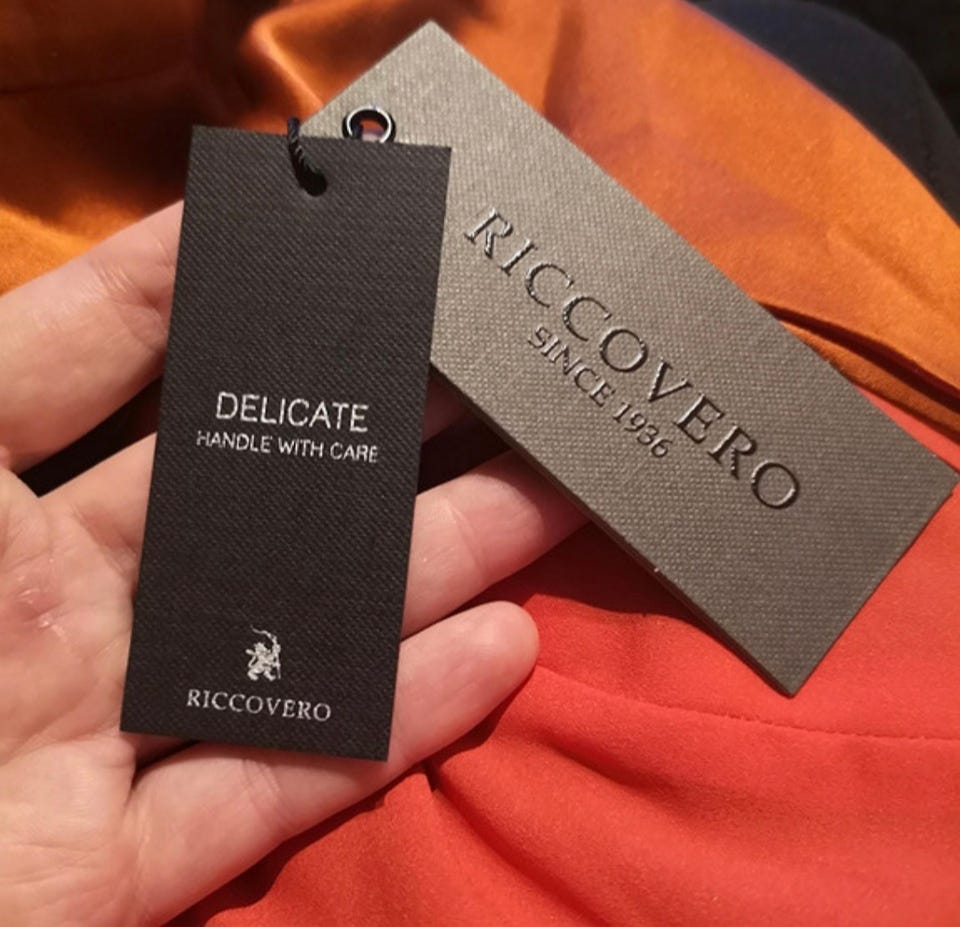 DELICATE
HANDLE WITH CARE
RICCOVERO
RICCOVERO
SINCE 1936